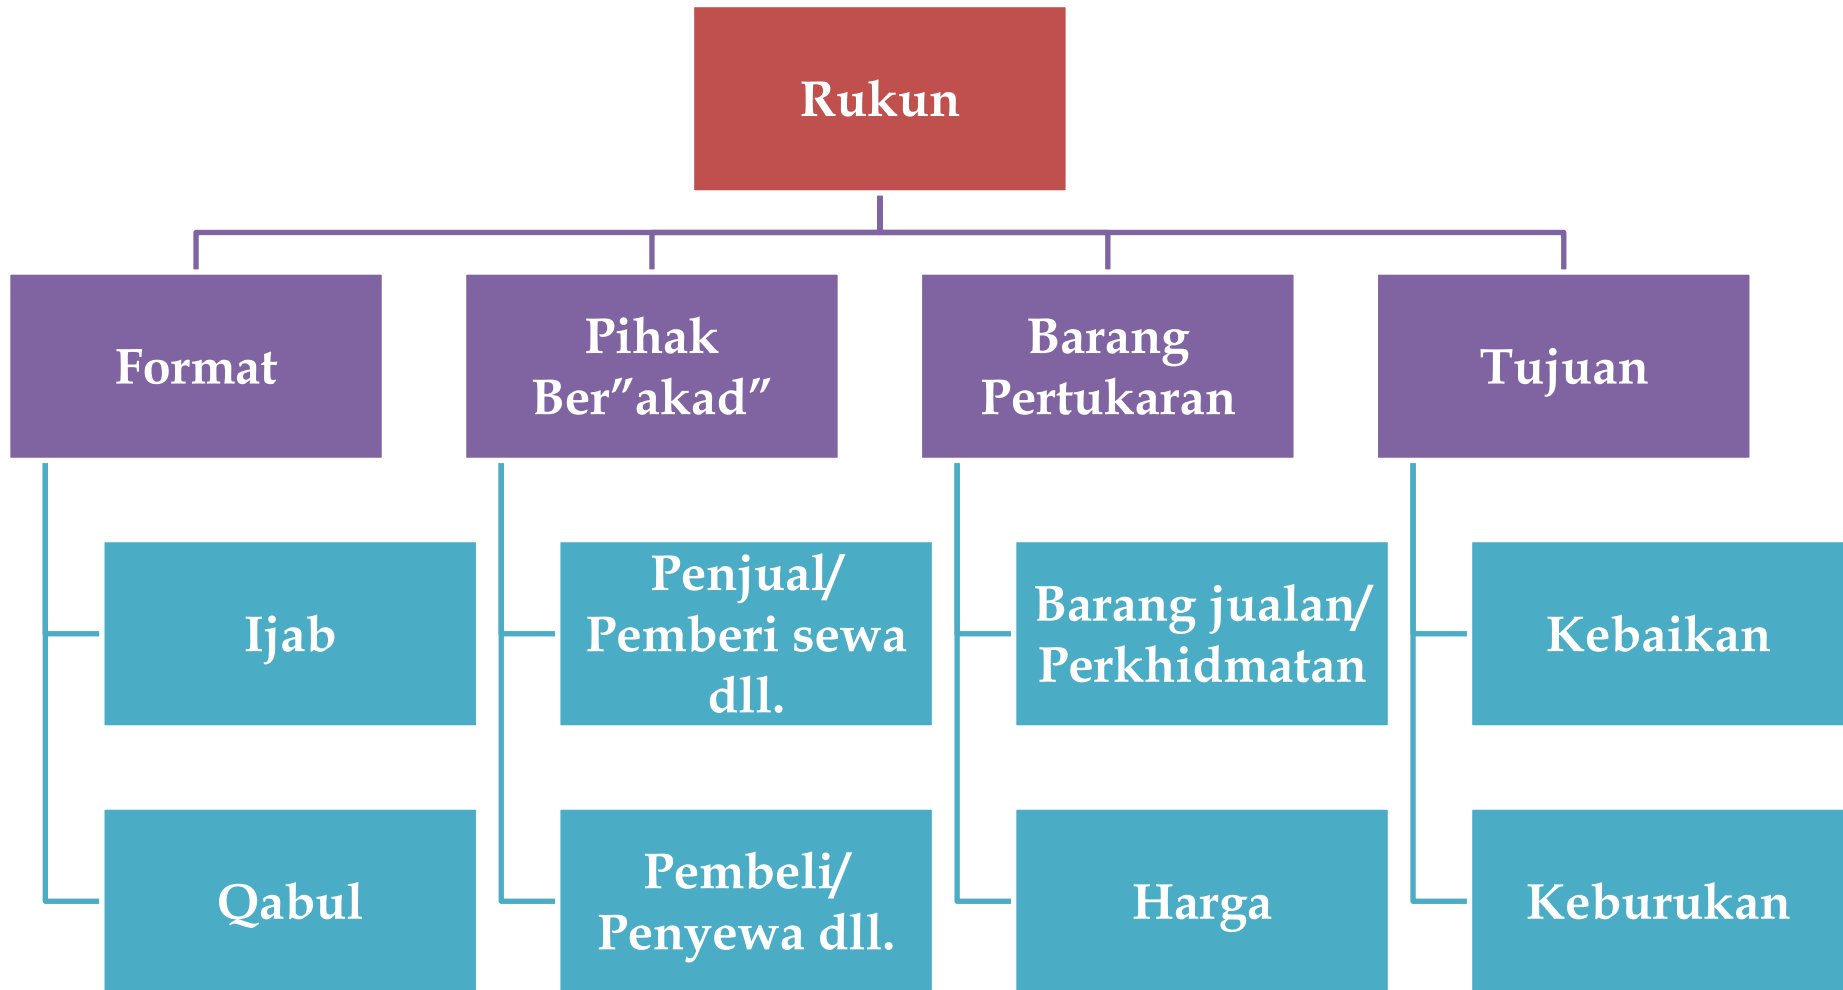 Rukun
Format
Pihak
Ber”akad”
Barang
Pertukaran
Tujuan
Ijab
Penjual/
Pemberi sewa
dll.
Barang jualan/
Perkhidmatan
Kebaikan
Qabul
Pembeli/
Penyewa dll.
Harga
Keburukan